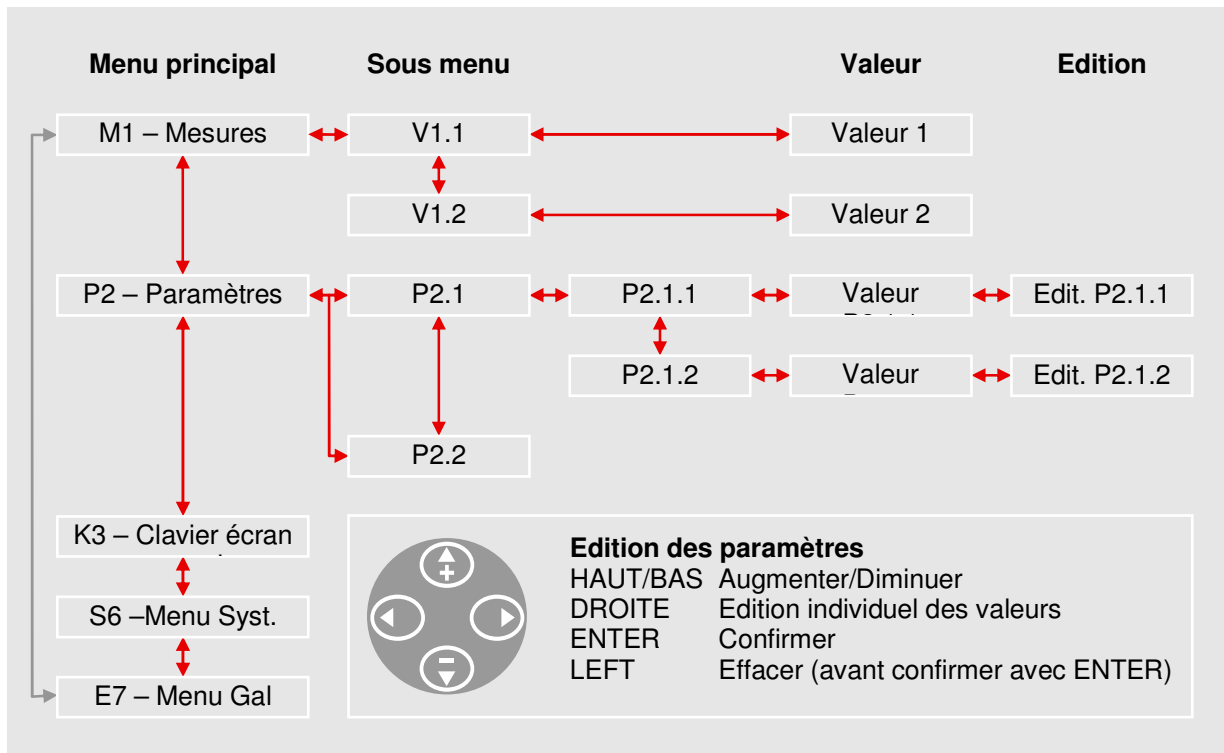 Menu principal Sous menu Valeur Edition
M1 – Mesures V1.1 Valeur 1
V1.2 Valeur 2
P2 – Paramètres P2.1 P2.1.1 Valeur Edit. P2.1.1
P2.1.2 Valeur Edit. P2.1.2
P2.2
K3 – Clavier écran
Edition des paramètres
HAUT/BAS Augmenter/Diminuer
DROITE Edition individuel des valeurs
ENTER Confirmer
LEFT Effacer (avant confirmer avec ENTER)
S6 –Menu Syst.
E7 – Menu Gal